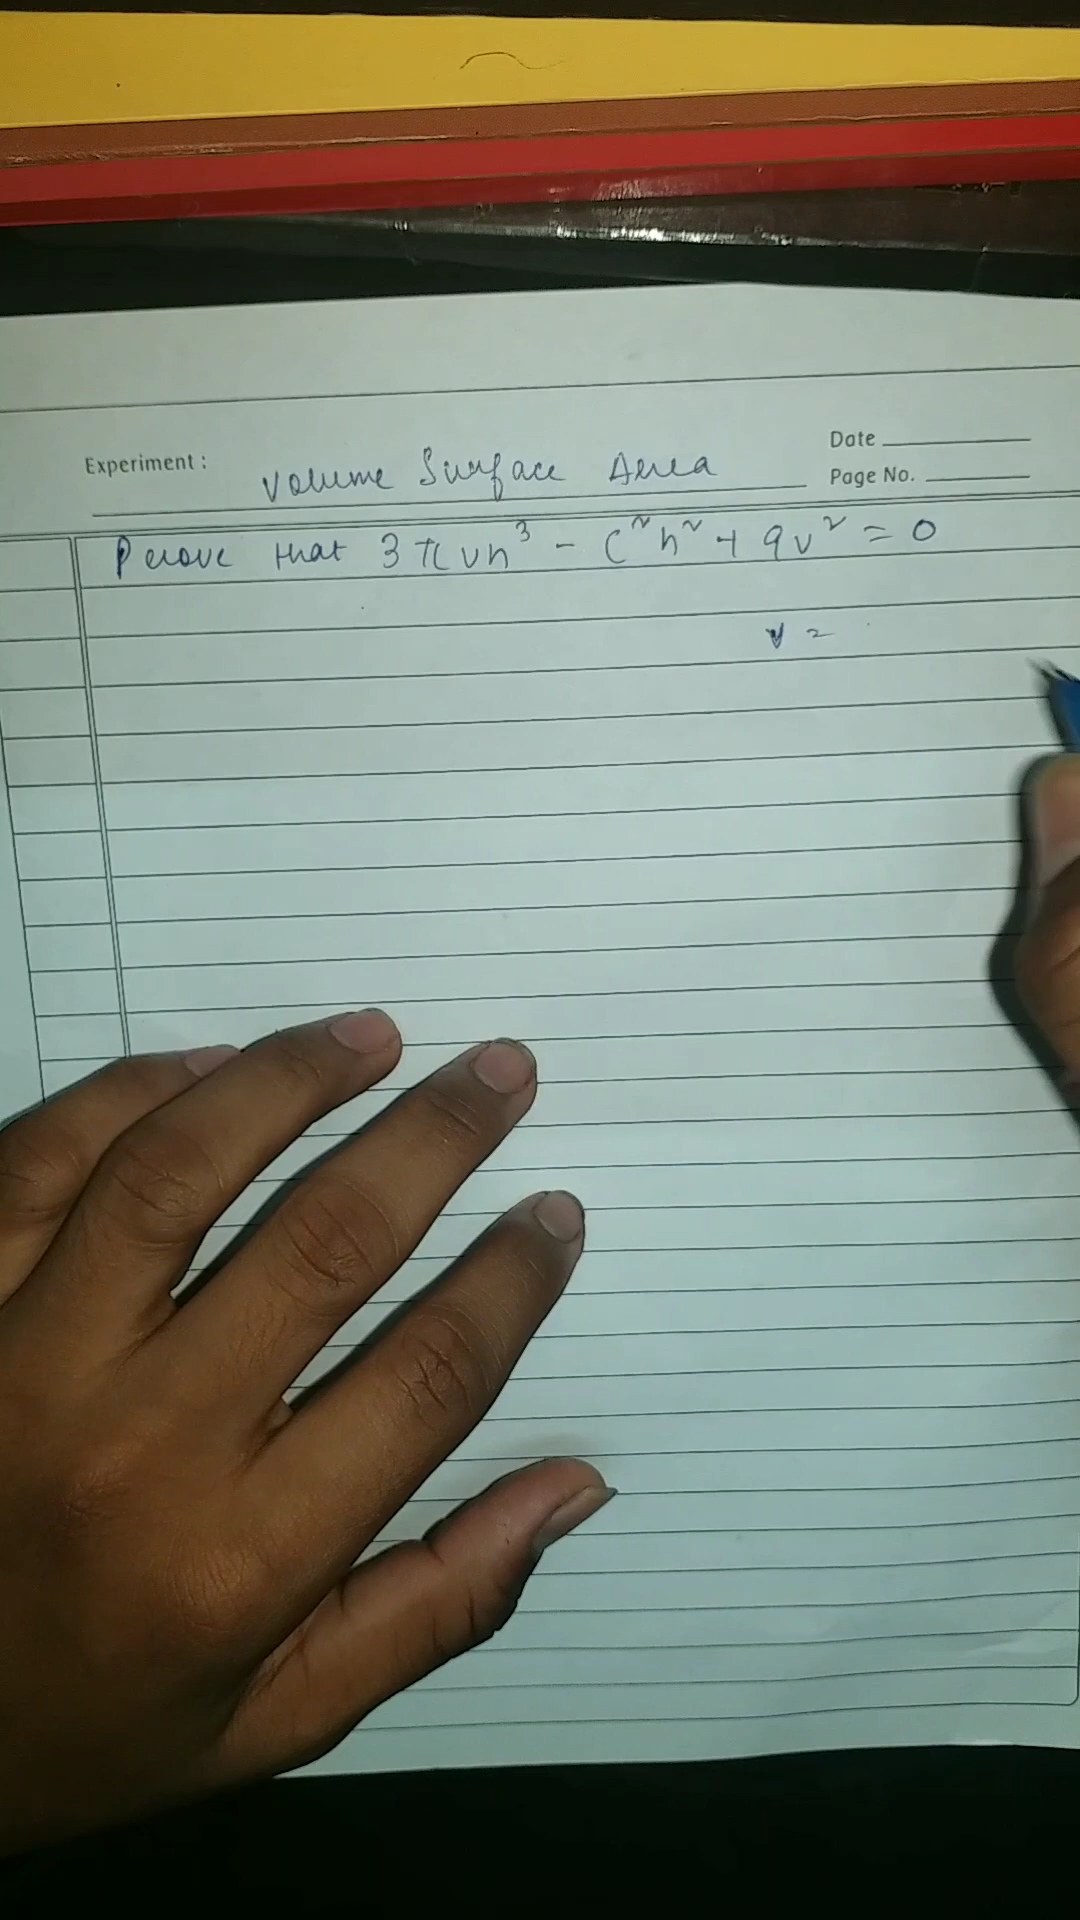 Experiment :
Volume Surface Area
Date
Page No.
Prove that 3πvh³ - C²h² + 9v² = 0
v =